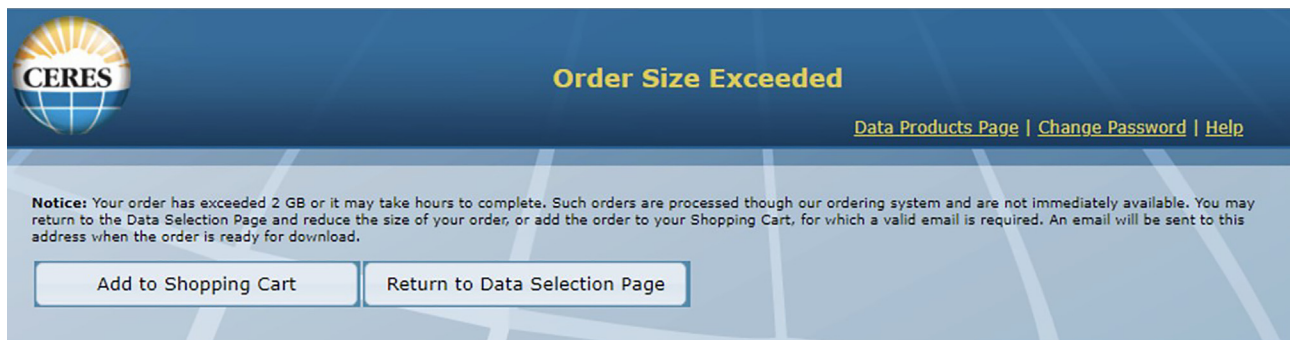 CERES
Order Size Exceeded
Data Products Page | Change Password | Help
Notice: Your order has exceeded 2 GB or it may take hours to complete. Such orders are processed though our ordering system and are not immediately available. You may
return to the Data Selection Page and reduce the size of your order, or add the order to your Shopping Cart, for which a valid email is required. An email will be sent to this
address when the order is ready for download.
Add to Shopping Cart
Return to Data Selection Page